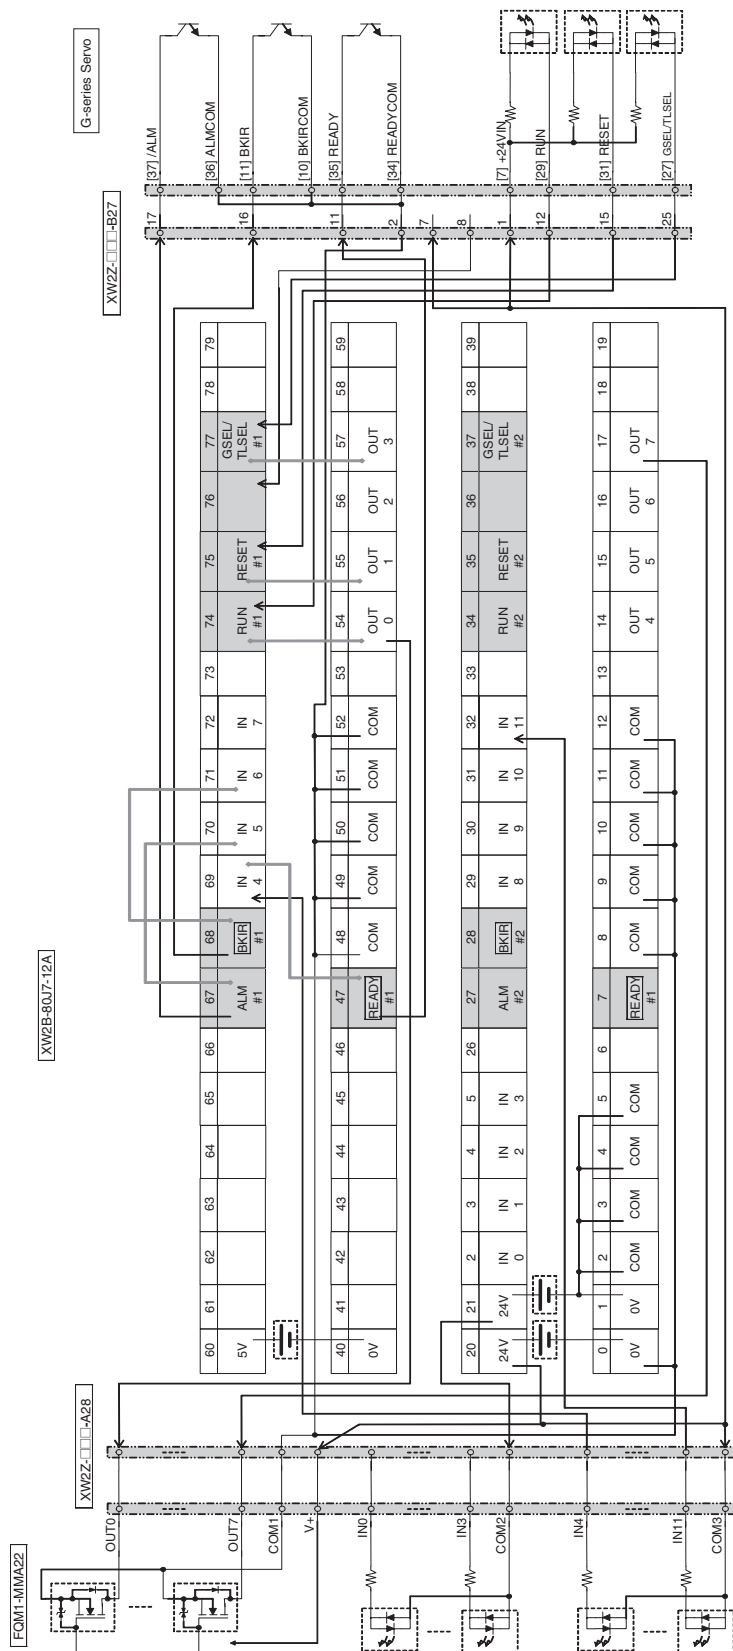 G-series Servo
[37] /ALM
[36] ALMCOM
[11] BKIR
[10] BKIRCOM
[35] READY
[34] READYCOM
[7] +24VIN
[29] RUN
[31] RESET
[27] GSEL/TLSEL
XW2Z-□□□-B27
17
16
11
2
7
8
1
12
15
25
XW2B-80J7-12A
60 61 62 63 64 65 66 67 68 69 70 71 72 73 74 75 76 77 78 79
5V
ALM #1
BKIR #1
IN 4
IN 5
IN 6
IN 7
RUN #1
RESET #1
GSEL/ TLSEL #1
40 41 42 43 44 45 46 47 48 49 50 51 52 53 54 55 56 57 58 59
0V
READY #1
COM COM COM COM COM
OUT 0
OUT 1
OUT 2
OUT 3
20 21 2 3 4 5 26 27 28 29 30 31 32 33 34 35 36 37 38 39
24V 24V
IN 0
IN 1
IN 2
IN 3
ALM #2
BKIR #2
IN 8
IN 9
IN 10
IN 11
RUN #2
RESET #2
GSEL/ TLSEL #2
0 1 2 3 4 5 6 7 8 9 10 11 12 13 14 15 16 17 18 19
0V 0V
COM COM COM COM
READY #1
COM COM COM COM COM
OUT 4
OUT 5
OUT 6
OUT 7
XW2Z-□□□-A28
FQM1-MMA22
OUT0
OUT7
COM1
V+
IN0
IN3
COM2
IN4
IN11
COM3